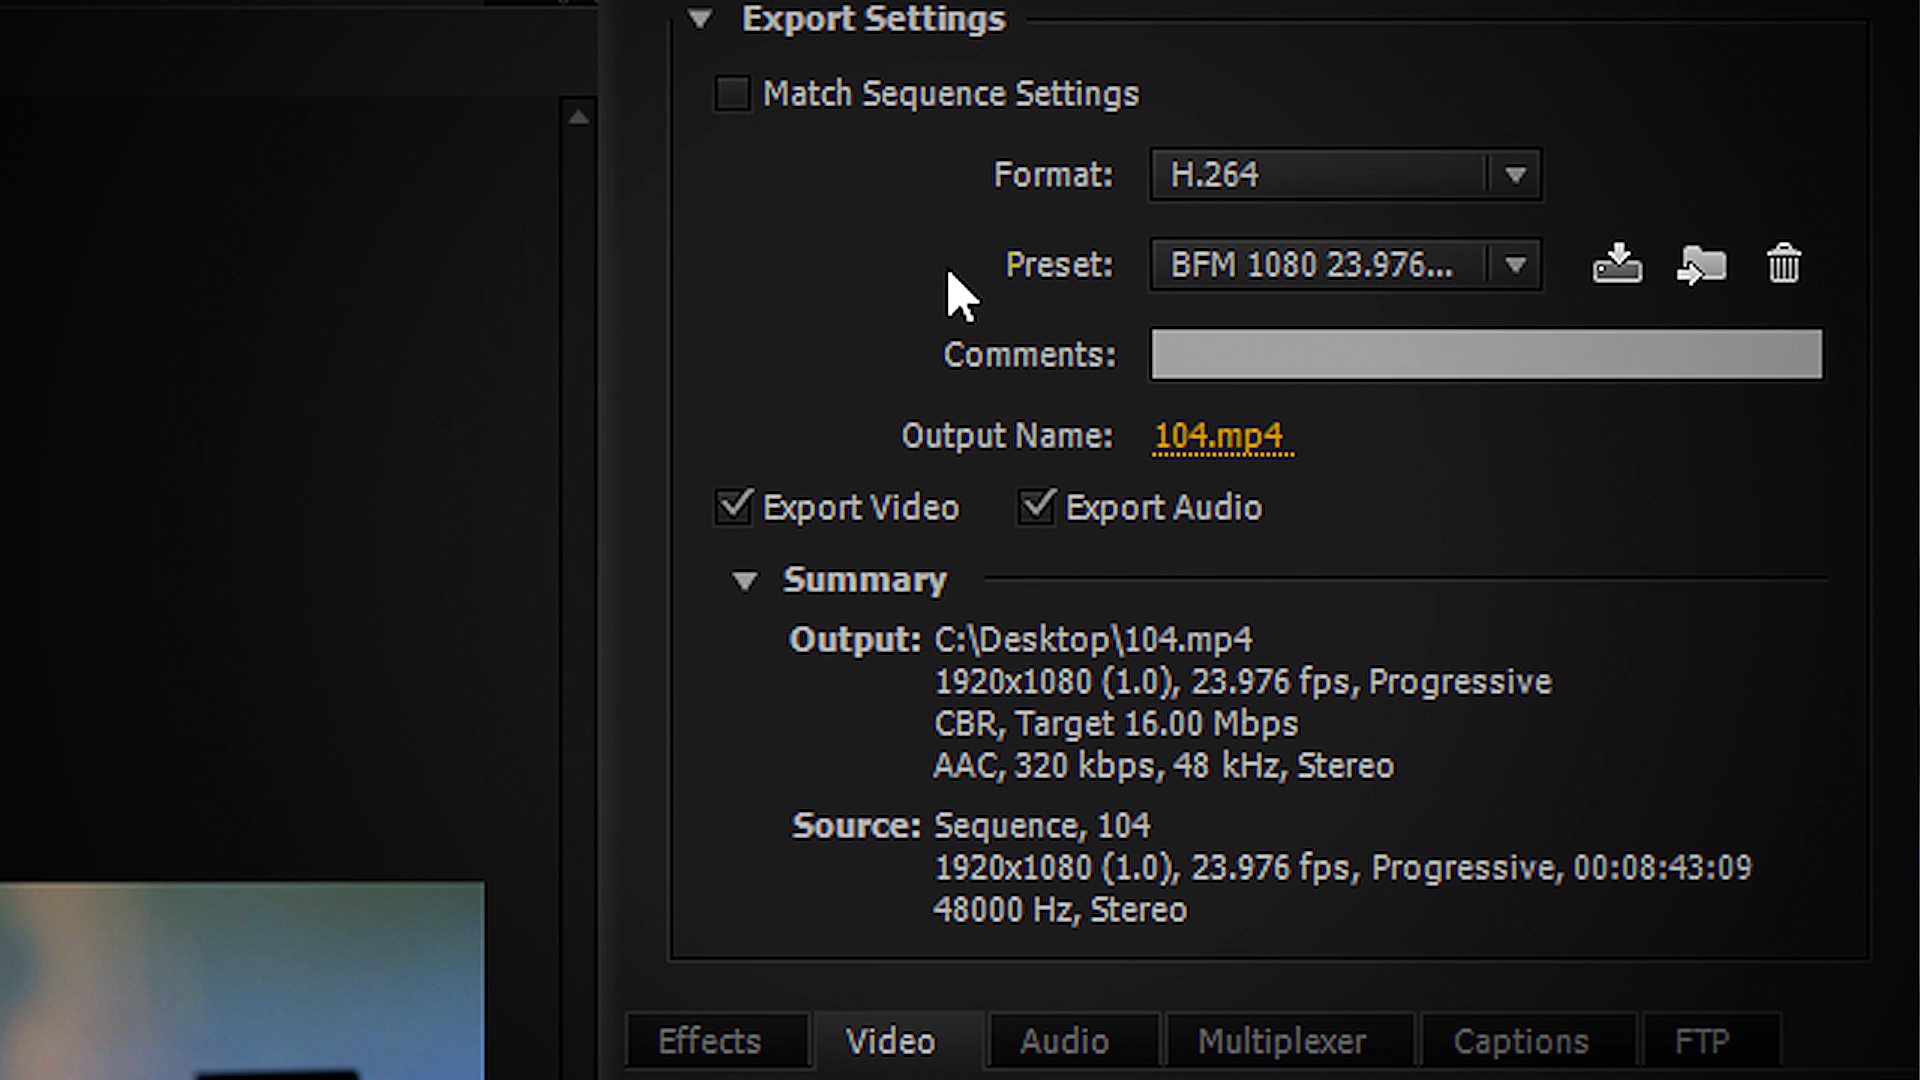 Export Settings
Match Sequence Settings
Format: H.264
Preset: BFM 1080 23.976...
Comments:
Output Name: 104.mp4
Export Video Export Audio
Summary
Output: C:\Desktop\104.mp4
1920x1080 (1.0), 23.976 fps, Progressive
CBR, Target 16.00 Mbps
AAC, 320 kbps, 48 kHz, Stereo
Source: Sequence, 104
1920x1080 (1.0), 23.976 fps, Progressive, 00:08:43:09
48000 Hz, Stereo
Effects Video Audio Multiplexer Captions FTP